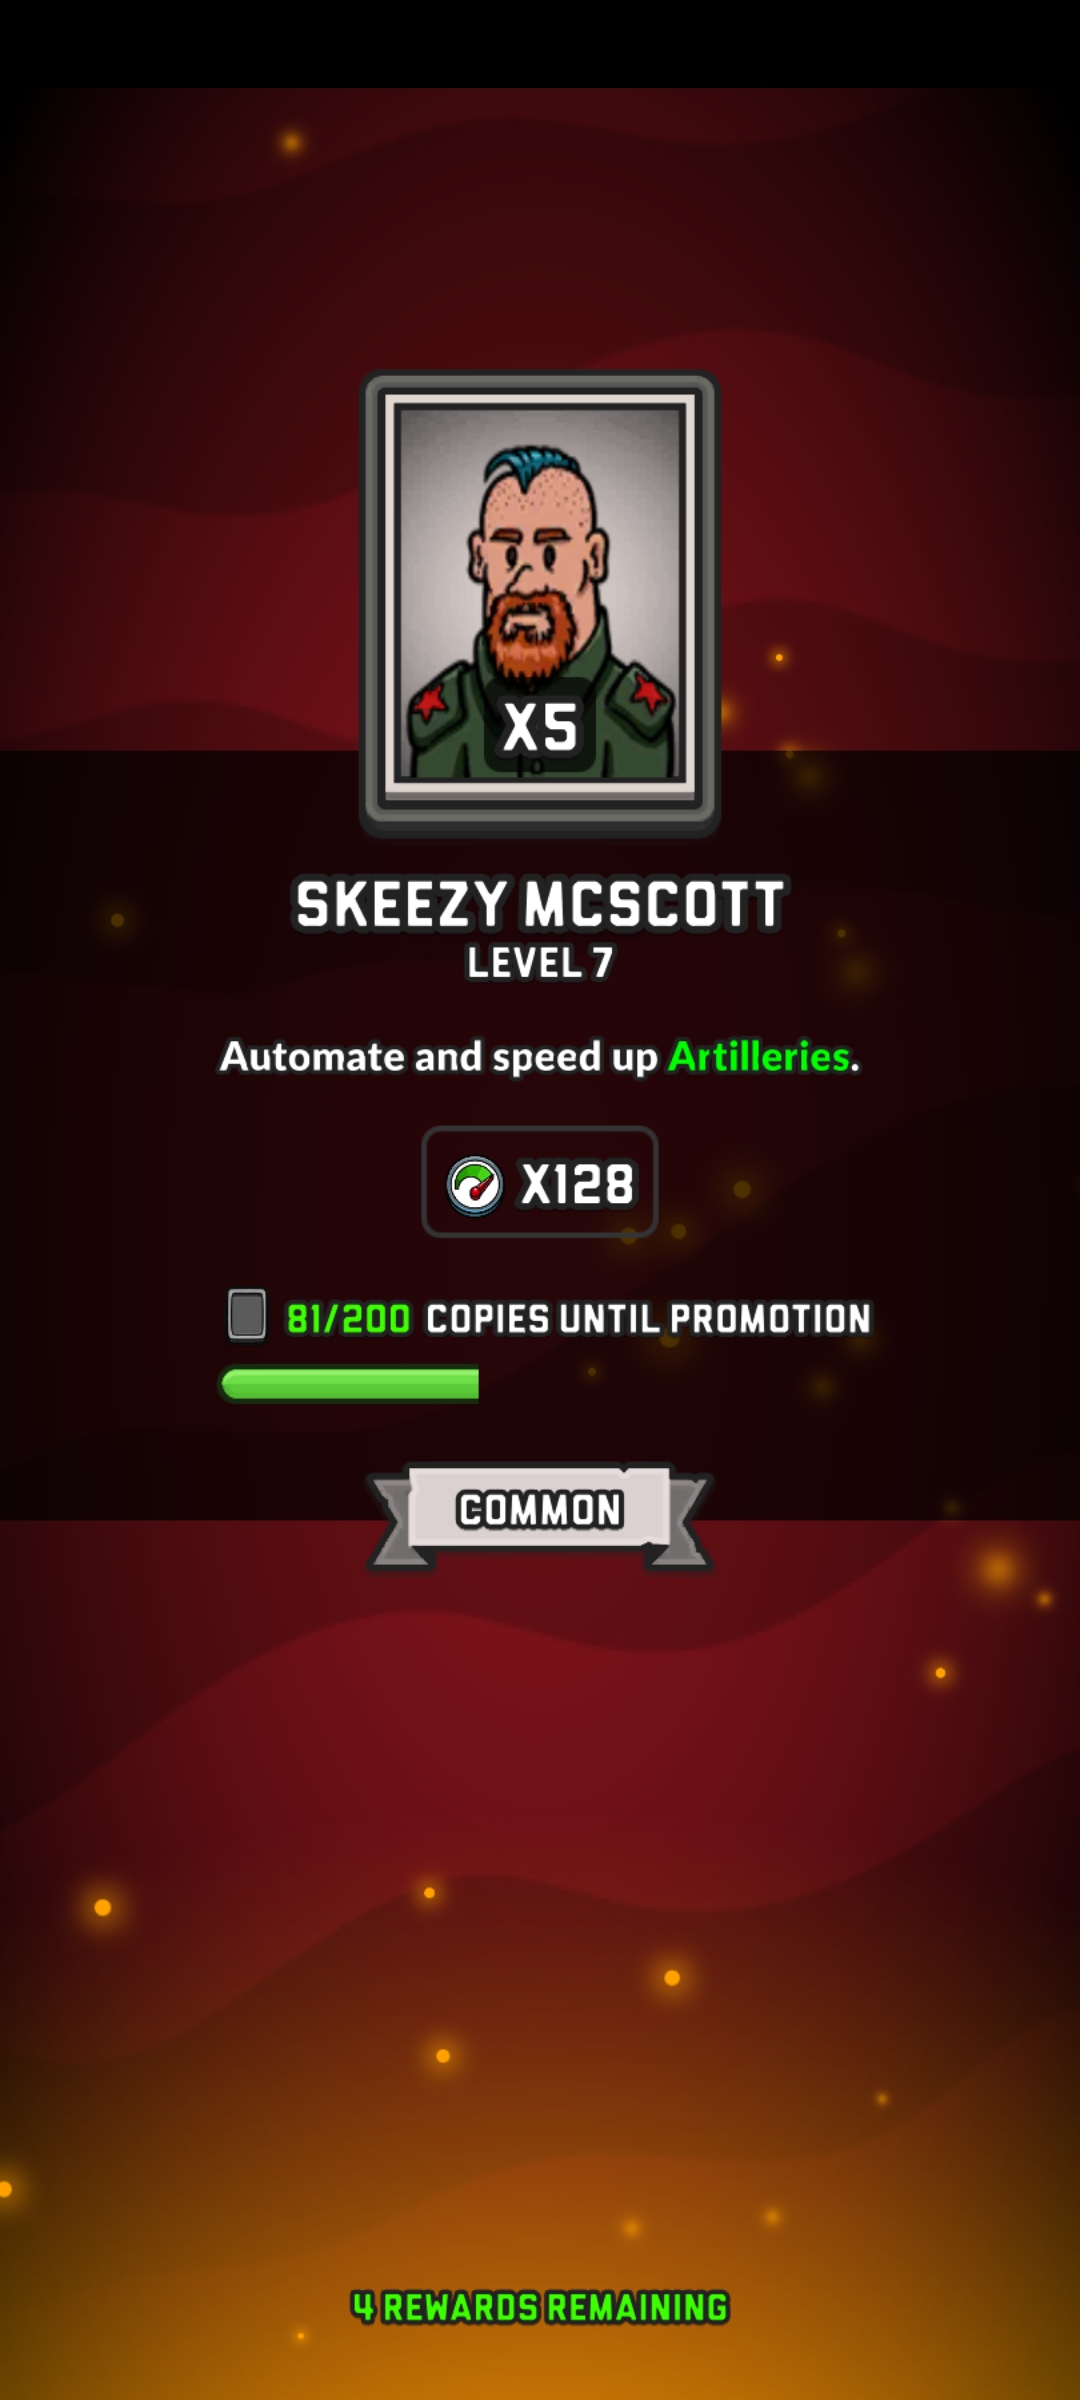 X5
SKEEZY MCSCOTT
LEVEL 7
Automate and speed up Artilleries.
X128
81/200 COPIES UNTIL PROMOTION
COMMON
4 REWARDS REMAINING